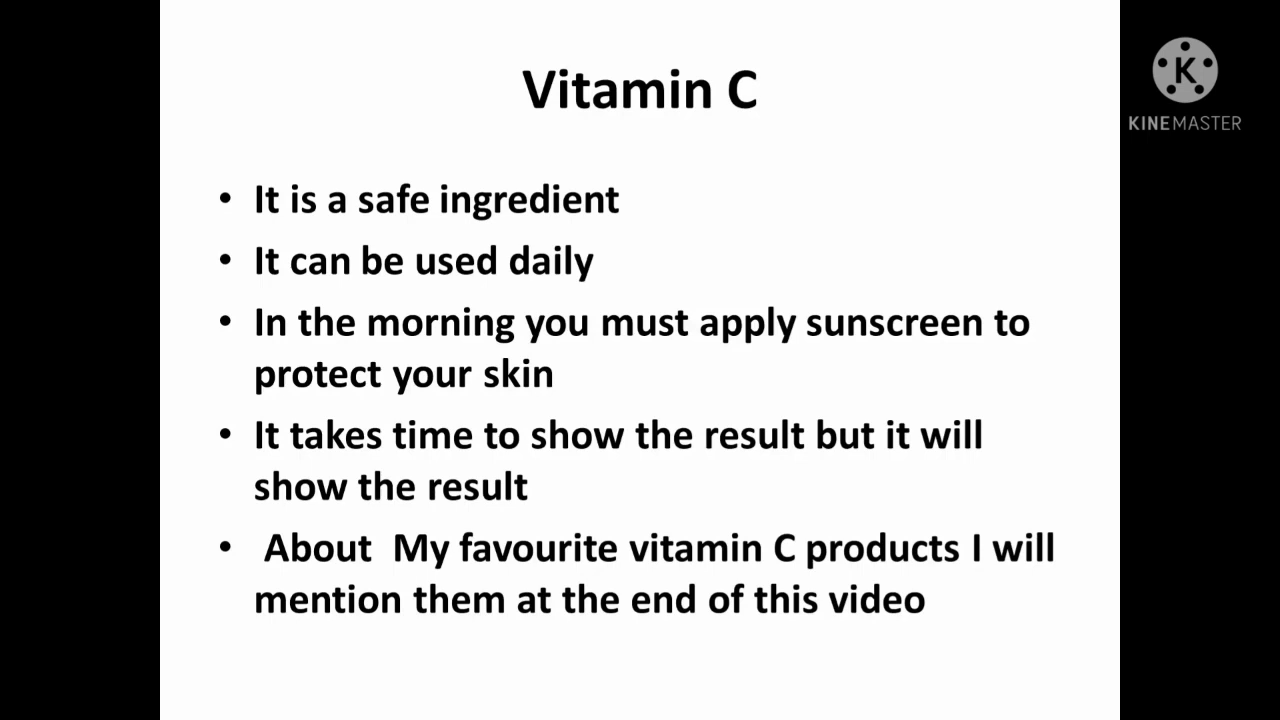 Vitamin C
KINEMASTER
• It is a safe ingredient
• It can be used daily
• In the morning you must apply sunscreen to
protect your skin
• It takes time to show the result but it will
show the result
• About My favourite vitamin C products I will
mention them at the end of this video